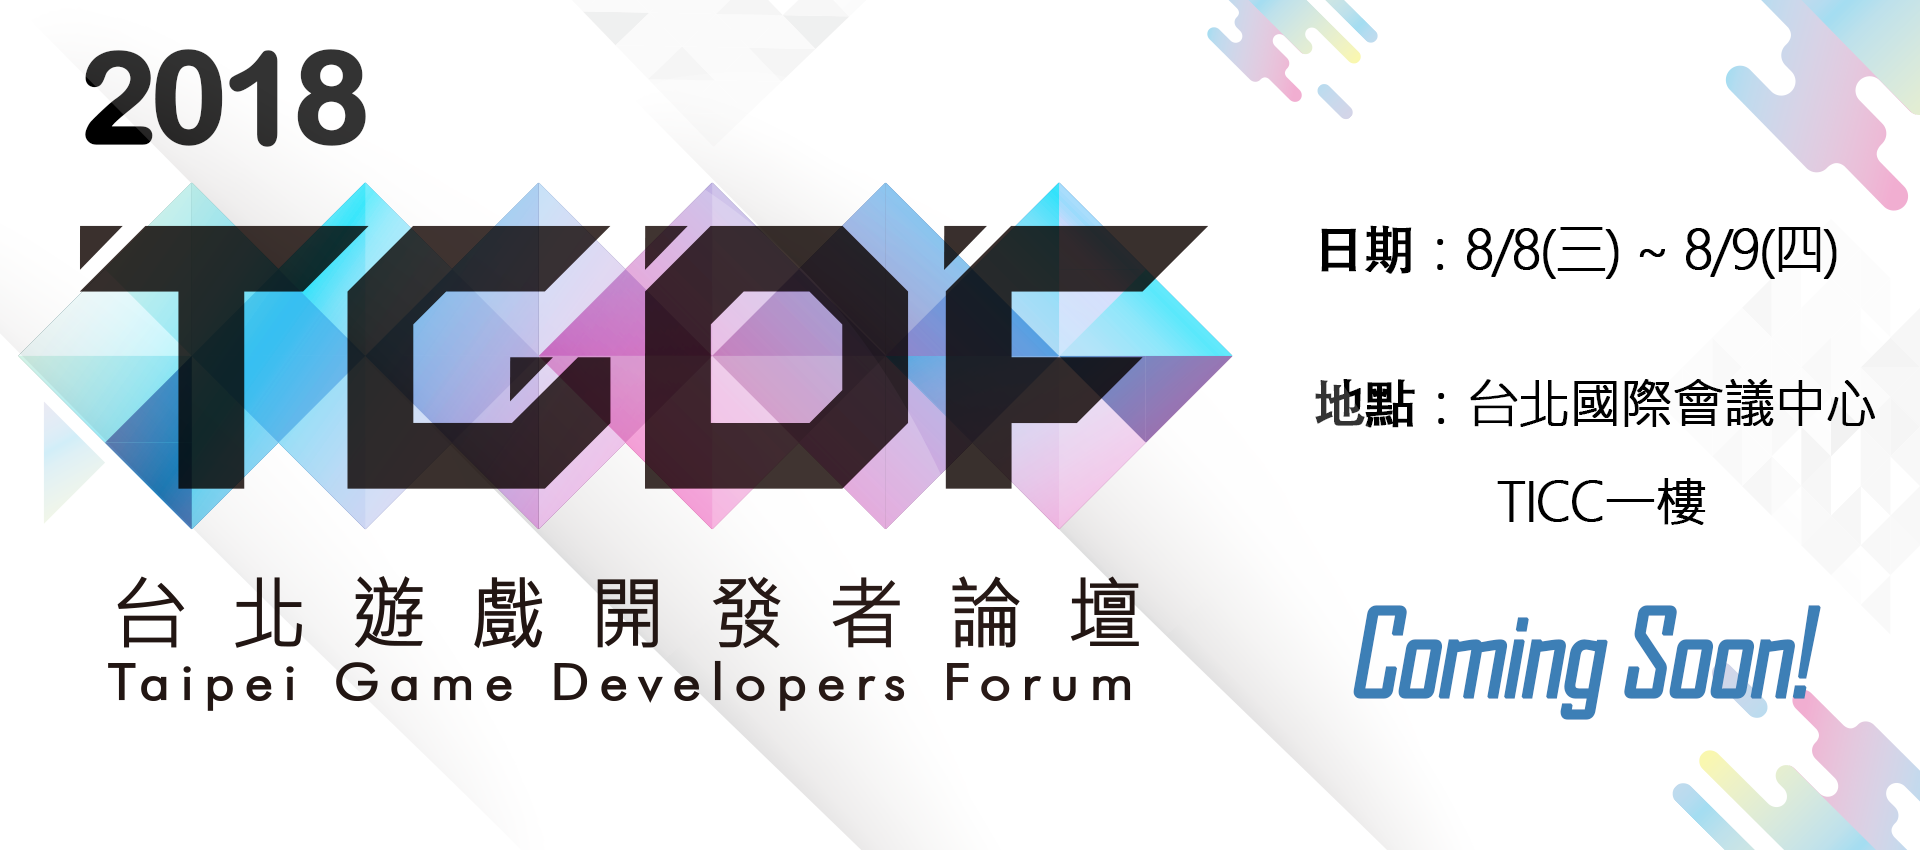 2018
TGDF
台北遊戲開發者論壇
Taipei Game Developers Forum
日期：8/8(三) ~ 8/9(四)
地點：台北國際會議中心
TICC一樓
Coming Soon!